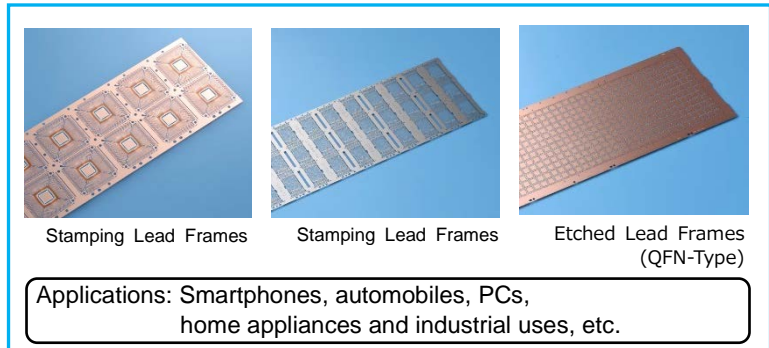 Stamping Lead Frames
Stamping Lead Frames
Etched Lead Frames
(QFN-Type)
Applications: Smartphones, automobiles, PCs,
home appliances and industrial uses, etc.